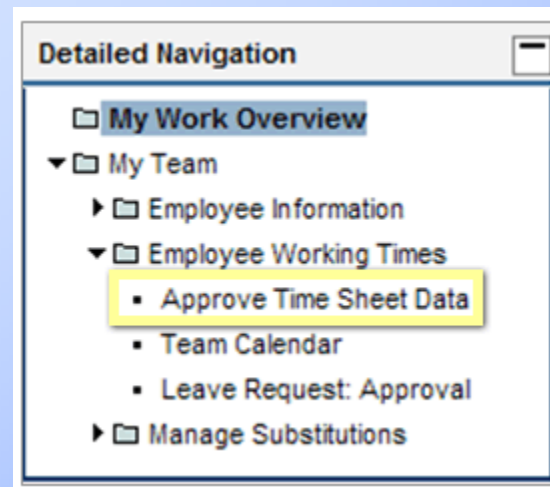 Detailed Navigation
My Work Overview
My Team
Employee Information
Employee Working Times
Approve Time Sheet Data
Team Calendar
Leave Request: Approval
Manage Substitutions